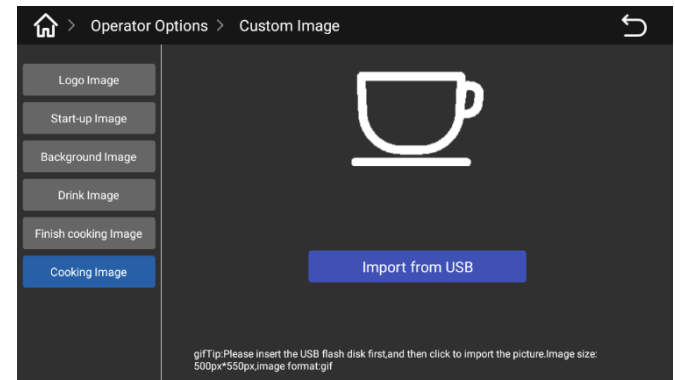 > Operator Options > Custom Image
Logo Image
Start-up Image
Background Image
Drink Image
Finish cooking Image
Cooking Image
Import from USB
gifTip:Please insert the USB flash disk first,and then click to import the picture.Image size:
500px*550px,image format:gif